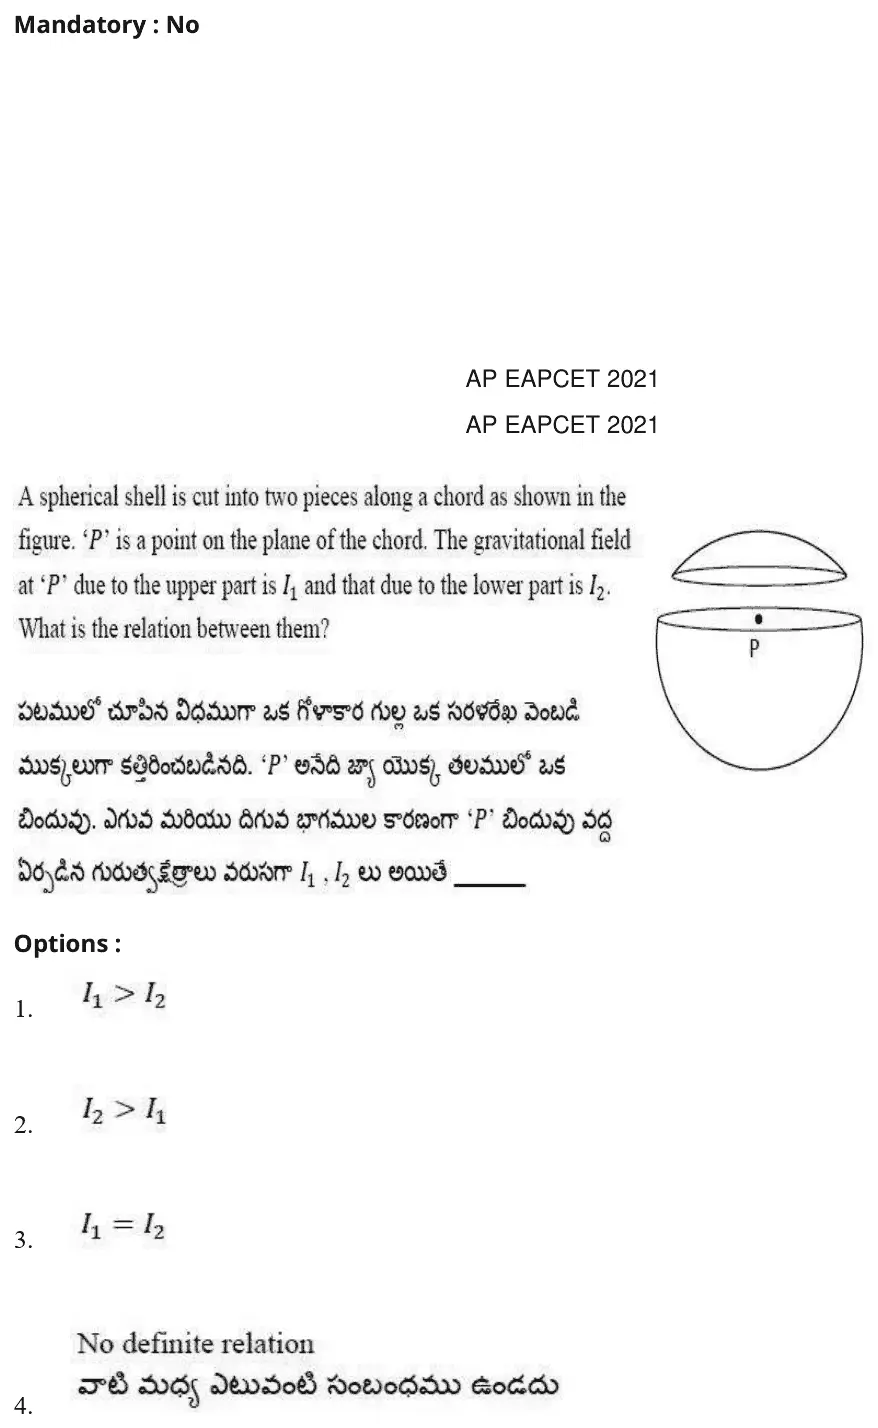 Mandatory : No
AP EAPCET 2021
AP EAPCET 2021
A spherical shell is cut into two pieces along a chord as shown in the
figure. ‘P’ is a point on the plane of the chord. The gravitational field
at ‘P’ due to the upper part is I₁ and that due to the lower part is I₂.
What is the relation between them?
P
పటములో చూపిన విధముగా ఒక గోళాకార గుల్ల ఒక సరళరేఖ వెంబడి
ముక్కలుగా కత్తిరించబడినది. ‘P’ అనేది జ్యా యొక్క తలములో ఒక
బిందువు. ఎగువ మరియు దిగువ భాగముల కారణంగా ‘P’ బిందువు వద్ద
ఏర్పడిన గురుత్వక్షేత్రాలు వరుసగా I₁ , I₂ లు అయితే ______
Options :
1. I₁ > I₂
2. I₂ > I₁
3. I₁ = I₂
No definite relation
4. వాటి మధ్య ఎటువంటి సంబంధము ఉండదు